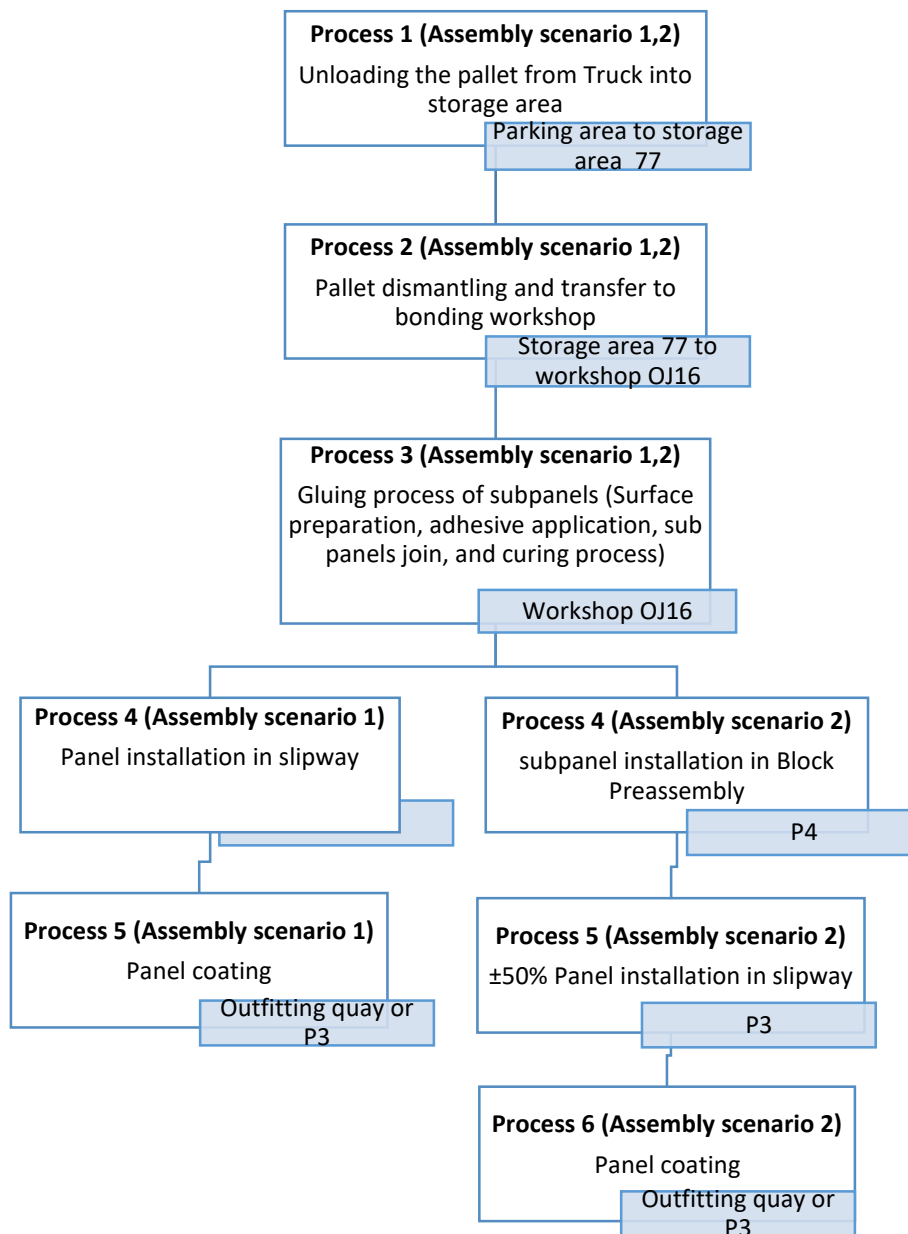 Process 1 (Assembly scenario 1,2)
Unloading the pallet from Truck into
storage area
Parking area to storage
area 77
Process 2 (Assembly scenario 1,2)
Pallet dismantling and transfer to
bonding workshop
Storage area 77 to
workshop OJ16
Process 3 (Assembly scenario 1,2)
Gluing process of subpanels (Surface
preparation, adhesive application, sub
panels join, and curing process)
Workshop OJ16
Process 4 (Assembly scenario 1)
Panel installation in slipway
Process 4 (Assembly scenario 2)
subpanel installation in Block
Preassembly
P4
Process 5 (Assembly scenario 1)
Panel coating
Outfitting quay or
P3
Process 5 (Assembly scenario 2)
±50% Panel installation in slipway
P3
Process 6 (Assembly scenario 2)
Panel coating
Outfitting quay or
P3